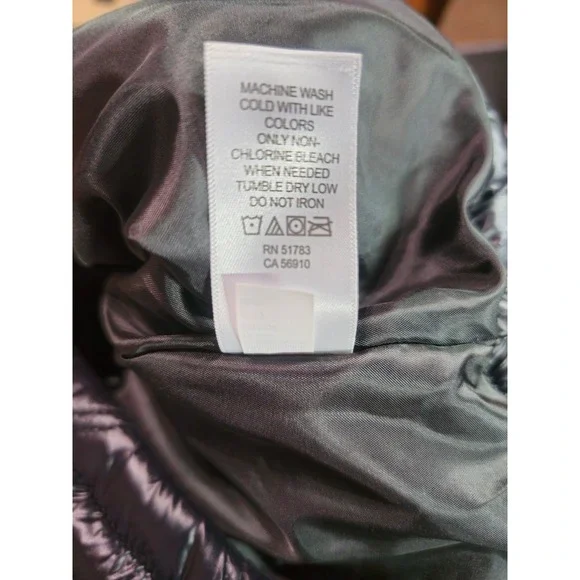 MACHINE WASH
COLD WITH LIKE
COLORS
ONLY NON-
CHLORINE BLEACH
WHEN NEEDED
TUMBLE DRY LOW
DO NOT IRON
RN 51783
CA 56910